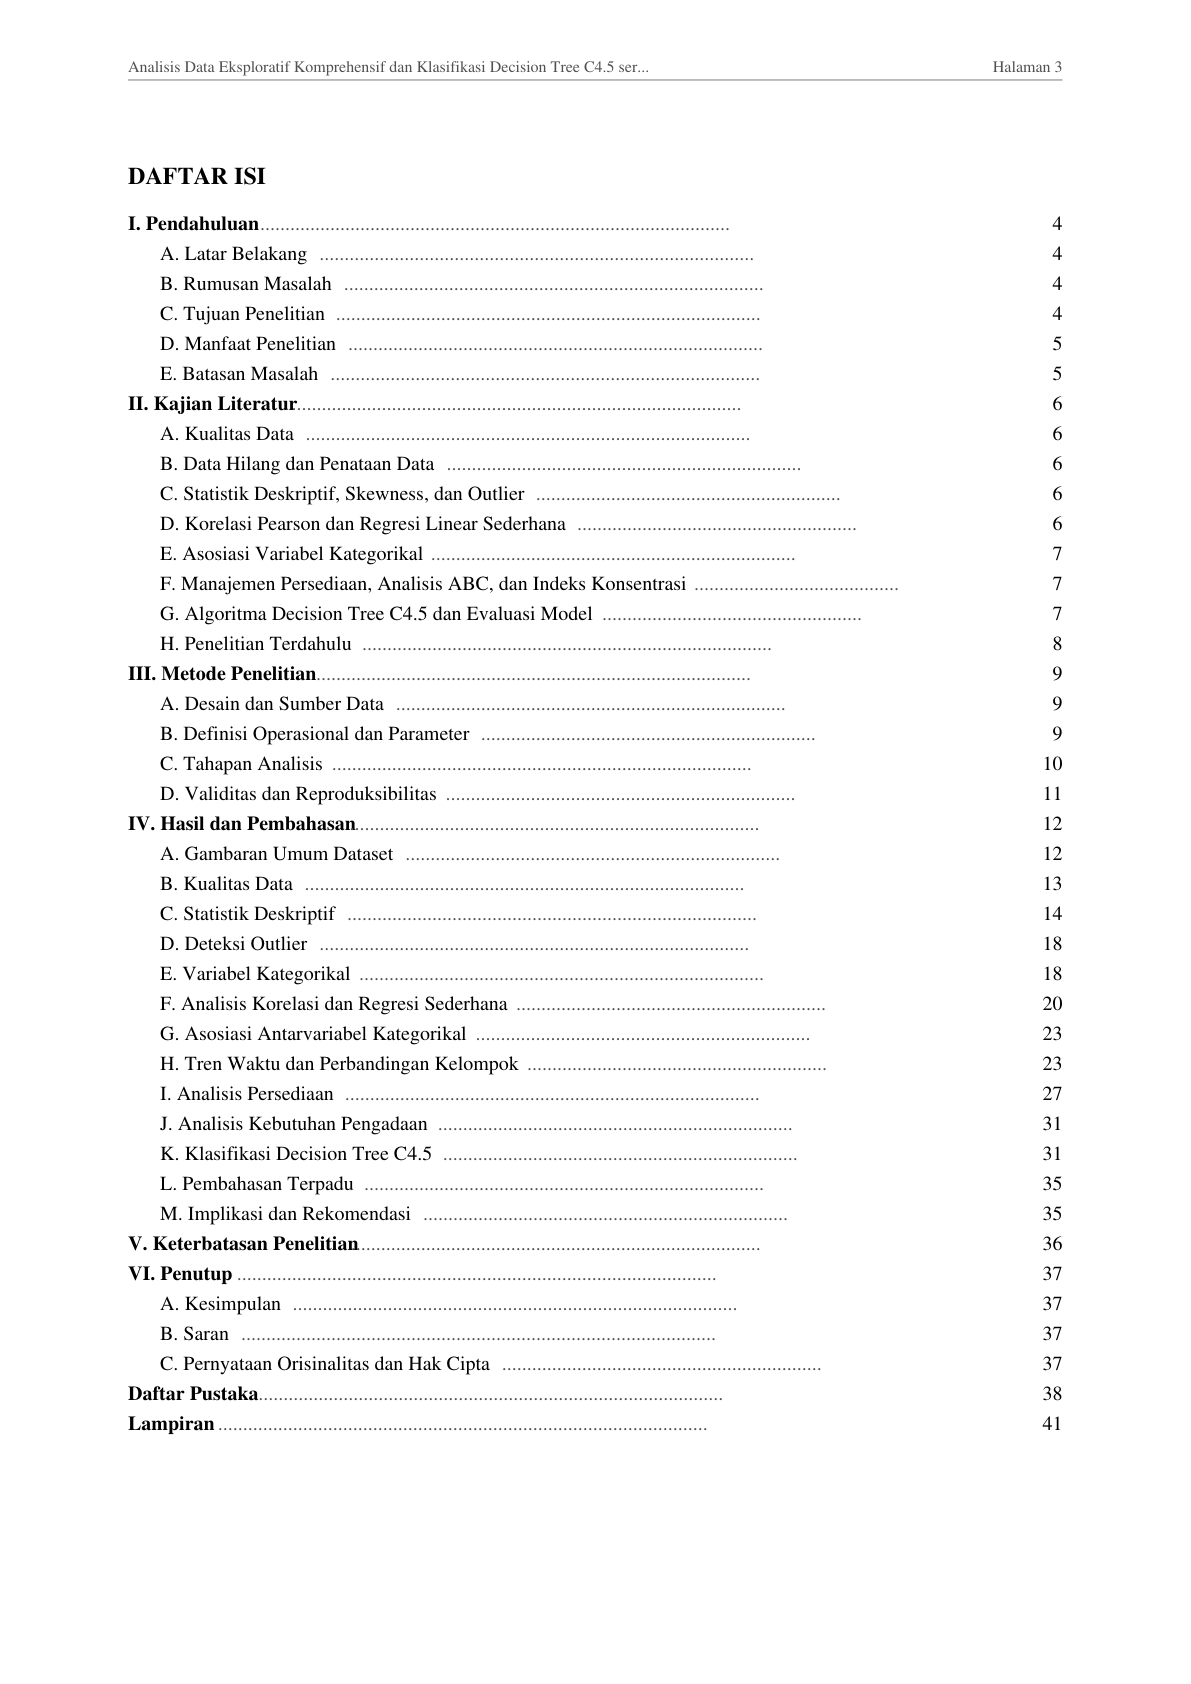 Analisis Data Eksploratif Komprehensif dan Klasifikasi Decision Tree C4.5 ser... Halaman 3
DAFTAR ISI
I. Pendahuluan 4
A. Latar Belakang 4
B. Rumusan Masalah 4
C. Tujuan Penelitian 4
D. Manfaat Penelitian 5
E. Batasan Masalah 5
II. Kajian Literatur 6
A. Kualitas Data 6
B. Data Hilang dan Penataan Data 6
C. Statistik Deskriptif, Skewness, dan Outlier 6
D. Korelasi Pearson dan Regresi Linear Sederhana 6
E. Asosiasi Variabel Kategorikal 7
F. Manajemen Persediaan, Analisis ABC, dan Indeks Konsentrasi 7
G. Algoritma Decision Tree C4.5 dan Evaluasi Model 7
H. Penelitian Terdahulu 8
III. Metode Penelitian 9
A. Desain dan Sumber Data 9
B. Definisi Operasional dan Parameter 9
C. Tahapan Analisis 10
D. Validitas dan Reproduksibilitas 11
IV. Hasil dan Pembahasan 12
A. Gambaran Umum Dataset 12
B. Kualitas Data 13
C. Statistik Deskriptif 14
D. Deteksi Outlier 18
E. Variabel Kategorikal 18
F. Analisis Korelasi dan Regresi Sederhana 20
G. Asosiasi Antarvariabel Kategorikal 23
H. Tren Waktu dan Perbandingan Kelompok 23
I. Analisis Persediaan 27
J. Analisis Kebutuhan Pengadaan 31
K. Klasifikasi Decision Tree C4.5 31
L. Pembahasan Terpadu 35
M. Implikasi dan Rekomendasi 35
V. Keterbatasan Penelitian 36
VI. Penutup 37
A. Kesimpulan 37
B. Saran 37
C. Pernyataan Orisinalitas dan Hak Cipta 37
Daftar Pustaka 38
Lampiran 41